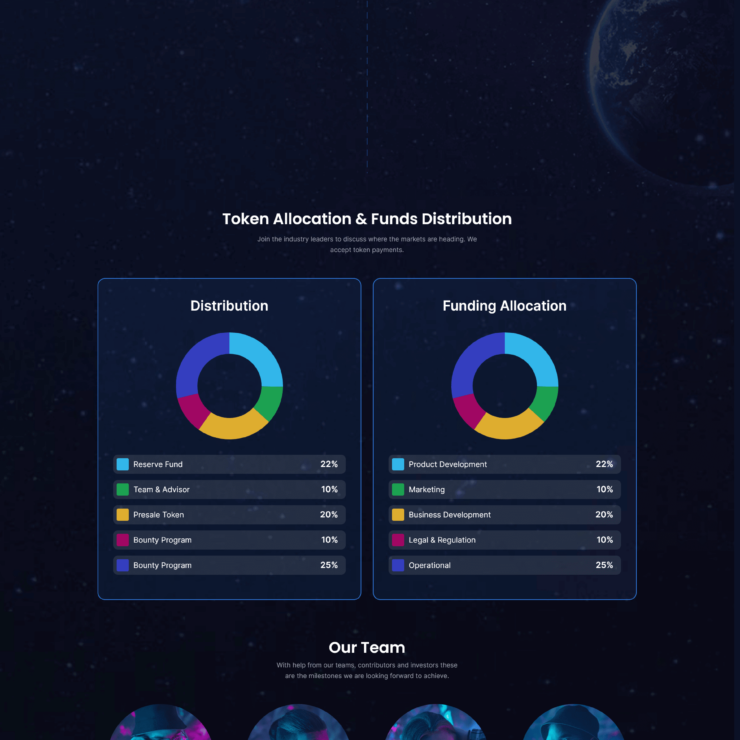 Token Allocation & Funds Distribution
Join the industry leaders to discuss where the markets are heading. We
accept token payments.
Distribution
Reserve Fund 22%
Team & Advisor 10%
Presale Token 20%
Bounty Program 10%
Bounty Program 25%
Funding Allocation
Product Development 22%
Marketing 10%
Business Development 20%
Legal & Regulation 10%
Operational 25%
Our Team
With help from our teams, contributors and investors these
are the milestones we are looking forward to achieve.